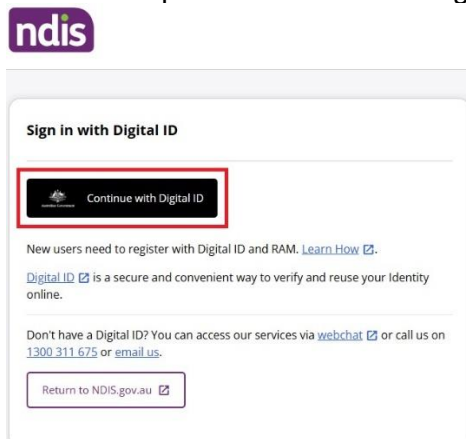 ndis
Sign in with Digital ID
Continue with Digital ID
New users need to register with Digital ID and RAM. Learn How.
Digital ID is a secure and convenient way to verify and reuse your Identity
online.
Don't have a Digital ID? You can access our services via webchat or call us on
1300 311 675 or email us.
Return to NDIS.gov.au